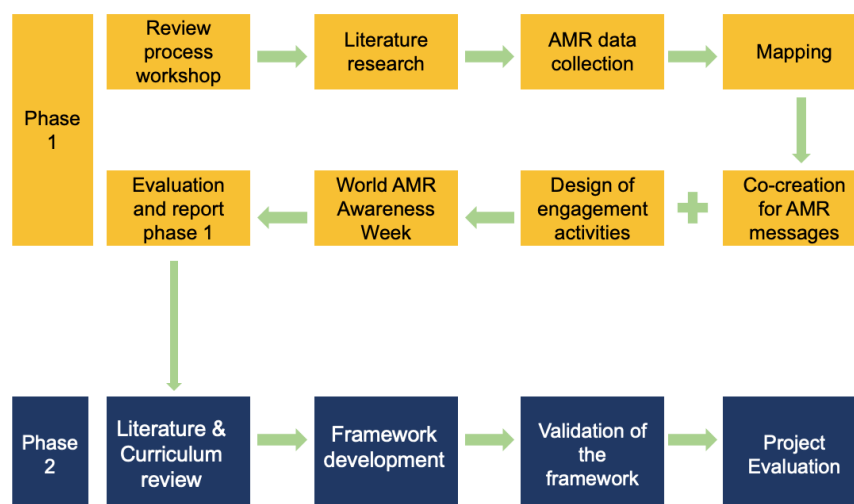 Phase
1
Review
process
workshop
Literature
research
AMR data
collection
Mapping
Evaluation
and report
phase 1
World AMR
Awareness
Week
Design of
engagement
activities
Co-creation
for AMR
messages
Phase
2
Literature &
Curriculum
review
Framework
development
Validation of
the
framework
Project
Evaluation